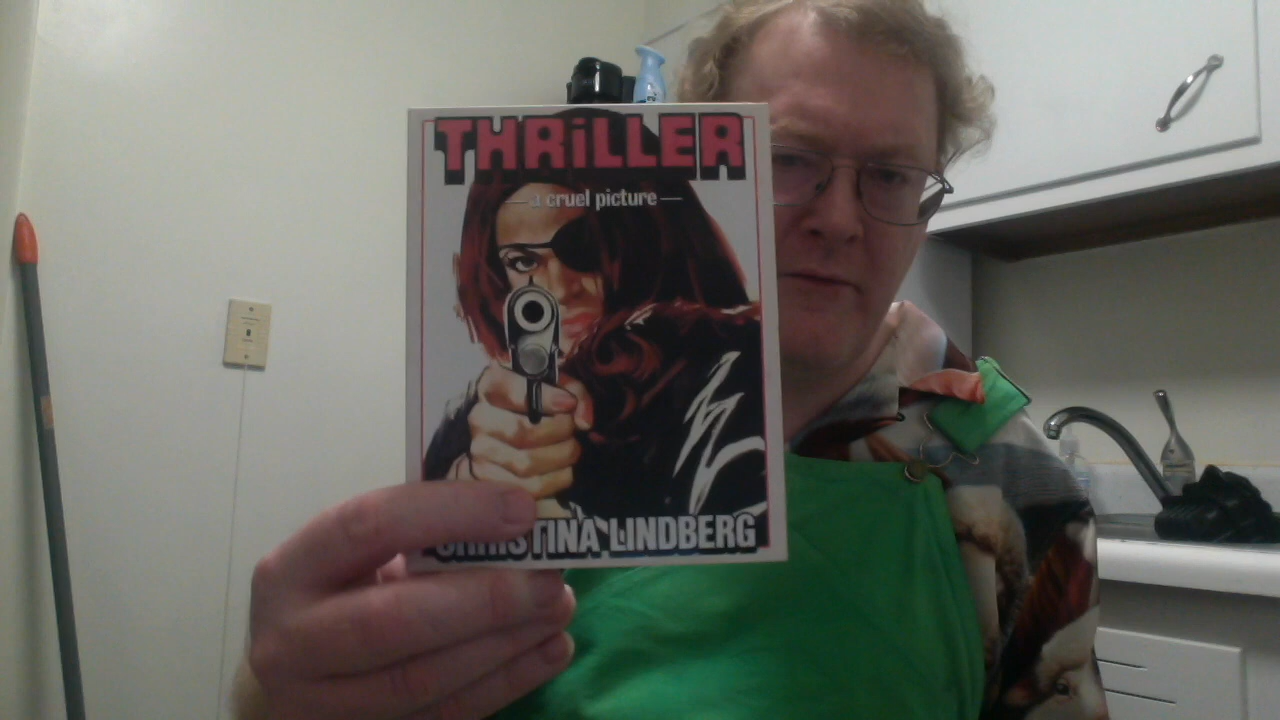 THRiLLER
— a cruel picture —
CHRISTINA LINDBERG